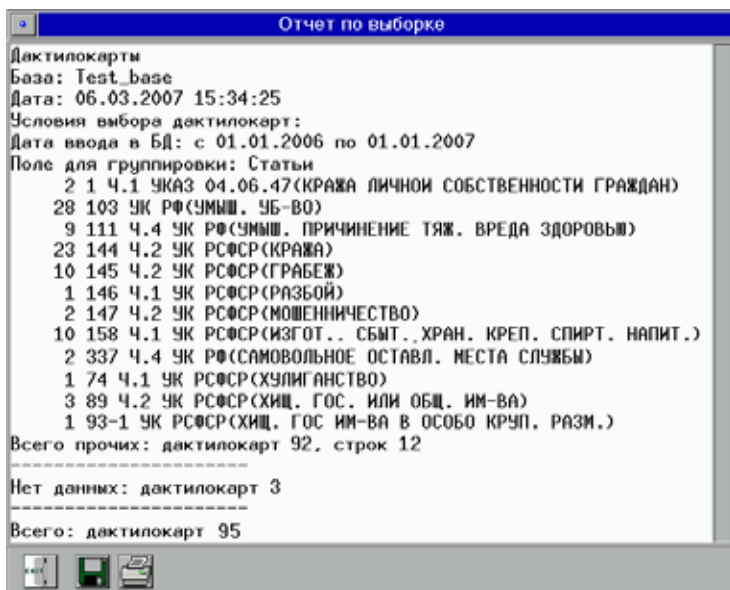 Отчет по выборке
Дактилокарты
База: Test_base
Дата: 06.03.2007 15:34:25
Условия выбора дактилокарт:
Дата ввода в БД: с 01.01.2006 по 01.01.2007
Поле для группировки: Статьи
2 1 Ч.1 УКАЗ 04.06.47(КРАЖА ЛИЧНОЙ СОБСТВЕННОСТИ ГРАЖДАН)
28 103 УК РФ(УМЫШ. УБ-ВО)
9 111 Ч.4 УК РФ(УМЫШ. ПРИЧИНЕНИЕ ТЯЖ. ВРЕДА ЗДОРОВЬЮ)
23 144 Ч.2 УК РСФСР(КРАЖА)
10 145 Ч.2 УК РСФСР(ГРАБЕЖ)
1 146 Ч.1 УК РСФСР(РАЗБОЙ)
2 147 Ч.2 УК РСФСР(МОШЕННИЧЕСТВО)
10 158 Ч.1 УК РСФСР(ИЗГОТ.. СБЫТ..ХРАН. КРЕП. СПИРТ. НАПИТ.)
2 337 Ч.4 УК РФ(САМОВОЛЬНОЕ ОСТАВЛ. МЕСТА СЛУЖБЫ)
1 74 Ч.1 УК РСФСР(ХУЛИГАНСТВО)
3 89 Ч.2 УК РСФСР(ХИЩ. ГОС. ИЛИ ОБЩ. ИМ-ВА)
1 93-1 УК РСФСР(ХИЩ. ГОС ИМ-ВА В ОСОБО КРУП. РАЗМ.)
Всего прочих: дактилокарт 92, строк 12
------------------------
Нет данных: дактилокарт 3
------------------------
Всего: дактилокарт 95
EXIT